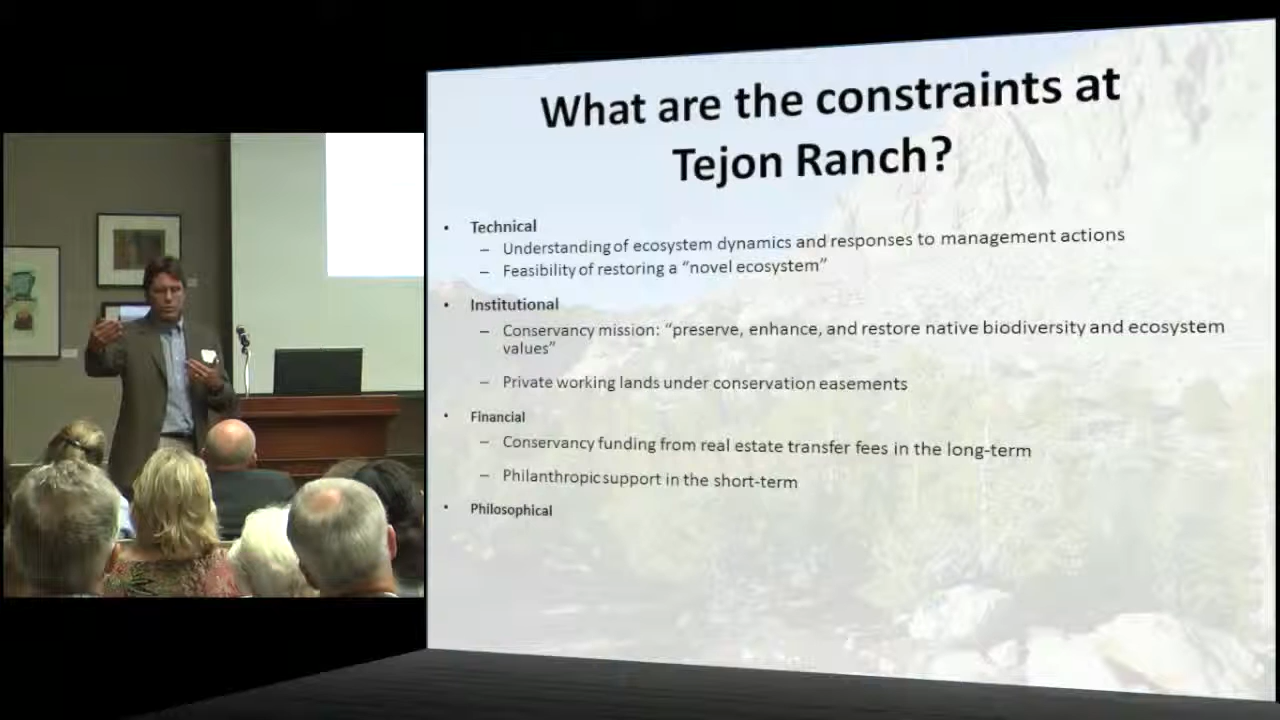 What are the constraints at
Tejon Ranch?
• Technical
– Understanding of ecosystem dynamics and responses to management actions
– Feasibility of restoring a “novel ecosystem”
• Institutional
– Conservancy mission: “preserve, enhance, and restore native biodiversity and ecosystem
values”
– Private working lands under conservation easements
• Financial
– Conservancy funding from real estate transfer fees in the long-term
– Philanthropic support in the short-term
• Philosophical